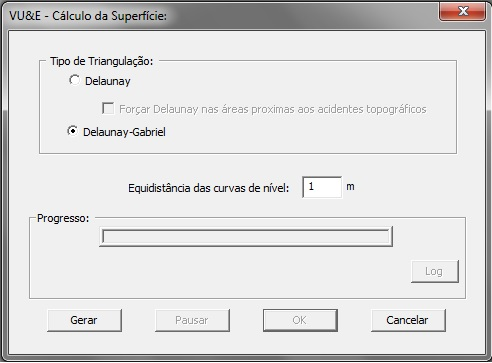 VU&E - Cálculo da Superfície:
Tipo de Triangulação:
Delaunay
Forçar Delaunay nas áreas proximas aos acidentes topográficos
Delaunay-Gabriel
Equidistância das curvas de nível: 1 m
Progresso:
Log
Gerar Pausar OK Cancelar